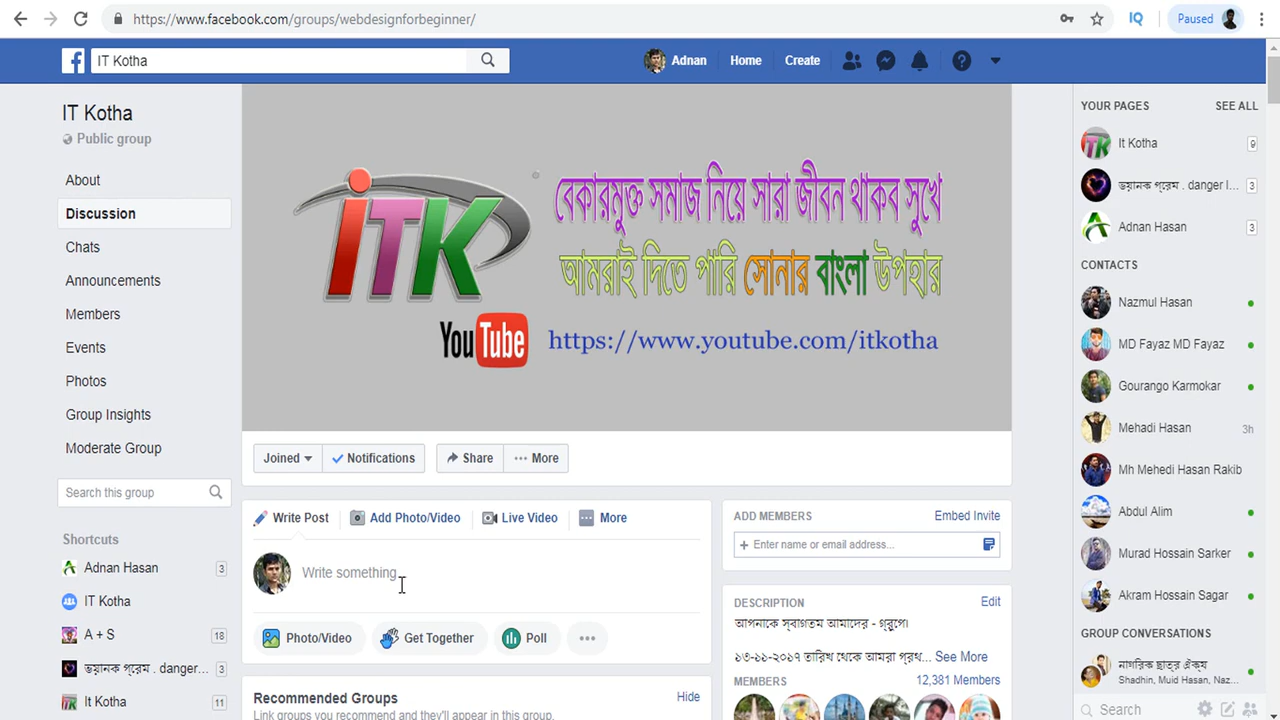 https://www.facebook.com/groups/webdesignforbeginner/
Paused
IT Kotha
Adnan
Home
Create
IT Kotha
Public group
About
Discussion
Chats
Announcements
Members
Events
Photos
Group Insights
Moderate Group
Search this group
Shortcuts
Adnan Hasan 3
IT Kotha
A + S 18
ভয়ানক প্রেম . danger... 3
It Kotha 11
iTK
বেকারমুক্ত সমাজ নিয়ে সারা জীবন থাকব সুখে
আমরাই দিতে পারি সোনার বাংলা উপহার
YouTube https://www.youtube.com/itkotha
Joined
Notifications
Share
More
Write Post
Add Photo/Video
Live Video
More
Write something...
Photo/Video
Get Together
Poll
Recommended Groups
Hide
Link groups you recommend and they'll appear in this group.
ADD MEMBERS
Embed Invite
Enter name or email address...
DESCRIPTION
Edit
আপনাকে স্বাগতম আমাদের - গ্রুপে।
১৩-১১-২০১৭ তারিখ থেকে আমরা প্রথ... See More
MEMBERS
12,381 Members
YOUR PAGES
SEE ALL
It Kotha 9
ভয়ানক প্রেম . danger l... 3
Adnan Hasan 3
CONTACTS
Nazmul Hasan
MD Fayaz MD Fayaz
Gourango Karmokar
Mehadi Hasan 3h
Mh Mehedi Hasan Rakib
Abdul Alim
Murad Hossain Sarker
Akram Hossain Sagar
GROUP CONVERSATIONS
নাগরিক ছাত্র ঐক্য
Shadhin, Muid Hasan, Naz...
Search